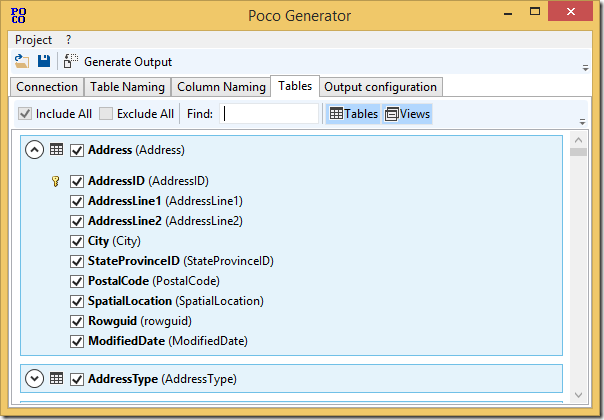 PO
CO
Poco Generator
Project ?
Generate Output
Connection Table Naming Column Naming Tables Output configuration
Include All Exclude All Find: Tables Views
Address (Address)
AddressID (AddressID)
AddressLine1 (AddressLine1)
AddressLine2 (AddressLine2)
City (City)
StateProvinceID (StateProvinceID)
PostalCode (PostalCode)
SpatialLocation (SpatialLocation)
Rowguid (rowguid)
ModifiedDate (ModifiedDate)
AddressType (AddressType)